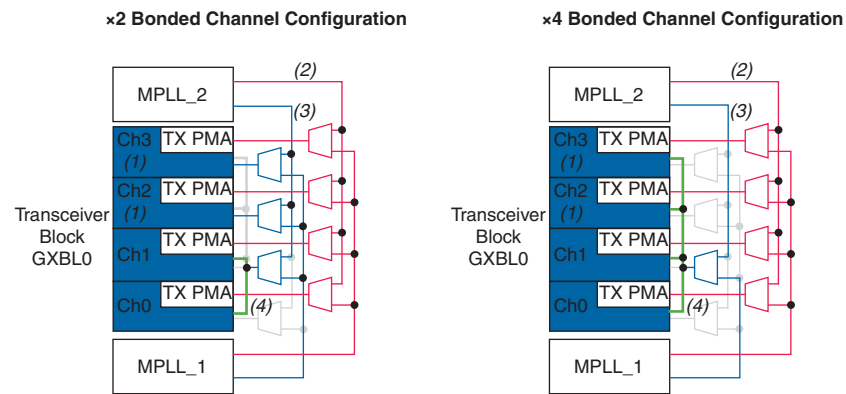 ×2 Bonded Channel Configuration
MPLL_2
(2)
(3)
Ch3
(1)
TX PMA
Ch2
(1)
TX PMA
Transceiver
Block
GXBL0
Ch1
TX PMA
Ch0
TX PMA
(4)
MPLL_1
×4 Bonded Channel Configuration
MPLL_2
(2)
(3)
Ch3
(1)
TX PMA
Ch2
(1)
TX PMA
Transceiver
Block
GXBL0
Ch1
TX PMA
Ch0
TX PMA
(4)
MPLL_1